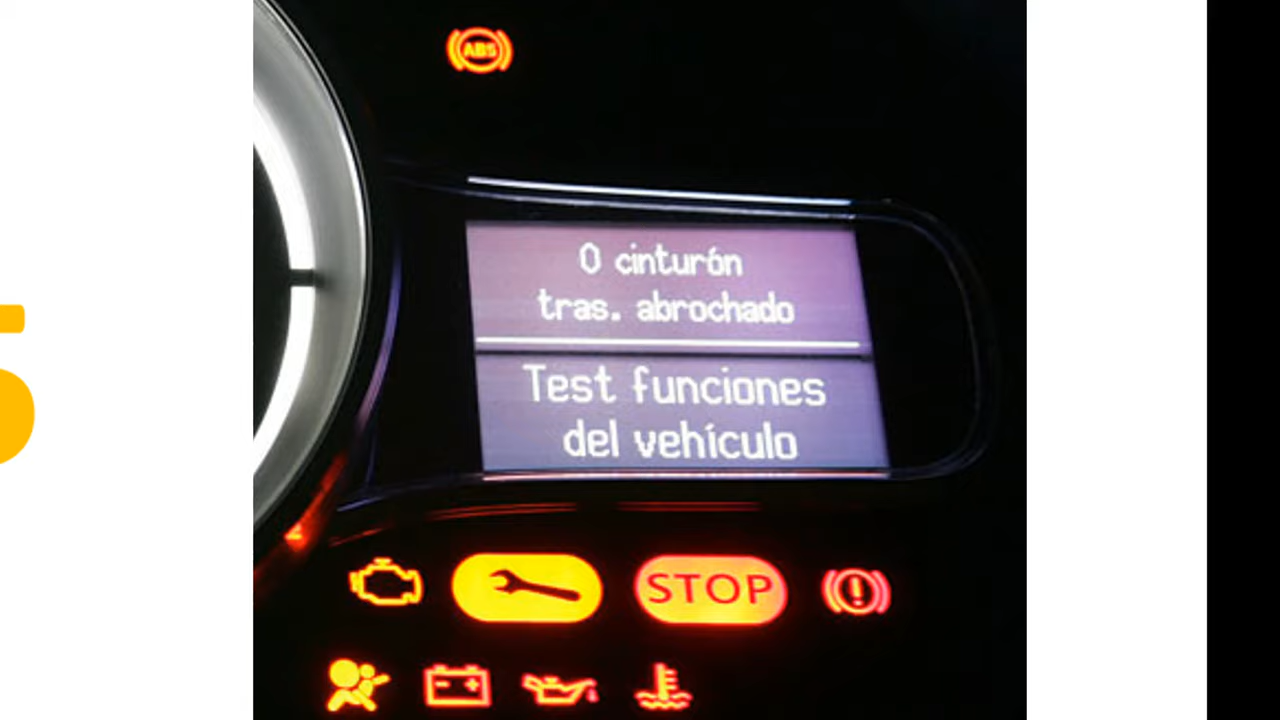 ABS
0 cinturón
tras. abrochado
Test funciones
del vehículo
STOP